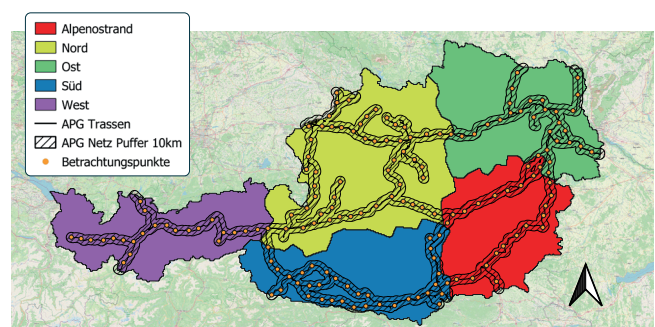 Alpenostrand
Nord
Ost
Süd
West
APG Trassen
APG Netz Puffer 10km
Betrachtungspunkte